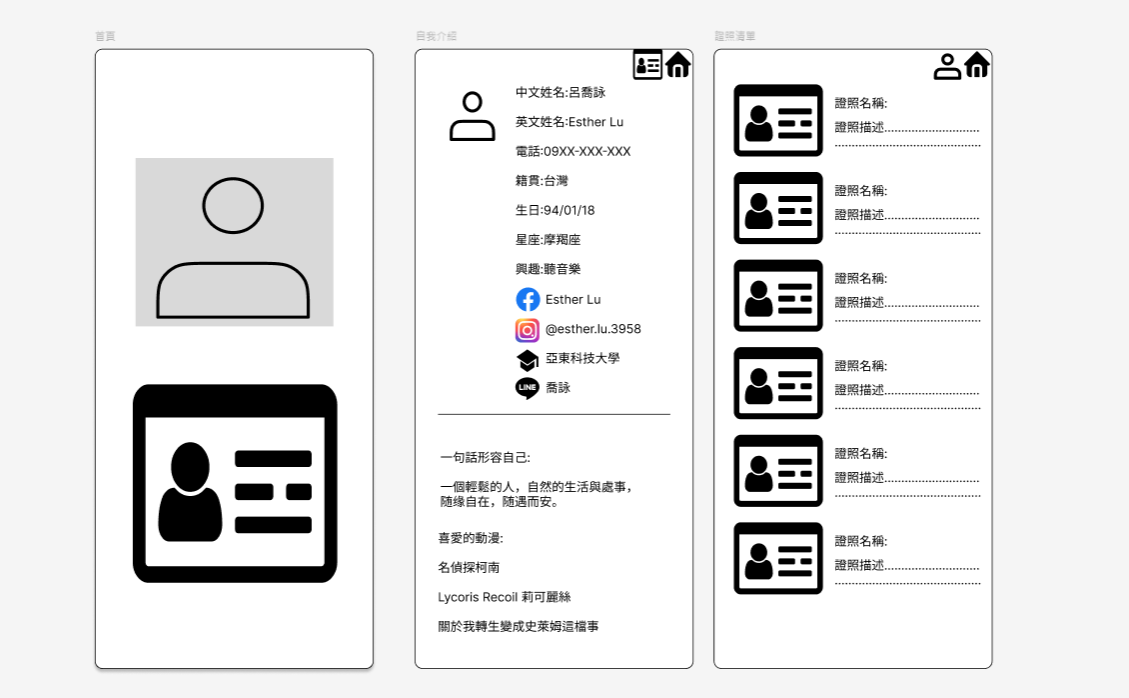 首頁
自我介紹
證照清單
中文姓名:呂喬詠
英文姓名:Esther Lu
電話:09XX-XXX-XXX
籍貫:台灣
生日:94/01/18
星座:摩羯座
興趣:聽音樂
Esther Lu
@esther.lu.3958
亞東科技大學
LINE 喬詠
一句話形容自己:
一個輕鬆的人，自然的生活與處事，
随缘自在，随遇而安。
喜愛的動漫:
名偵探柯南
Lycoris Recoil 莉可麗絲
關於我轉生變成史萊姆這檔事
證照名稱:
證照描述............................
...........................................
證照名稱:
證照描述............................
...........................................
證照名稱:
證照描述............................
...........................................
證照名稱:
證照描述............................
...........................................
證照名稱:
證照描述............................
...........................................
證照名稱:
證照描述............................
...........................................